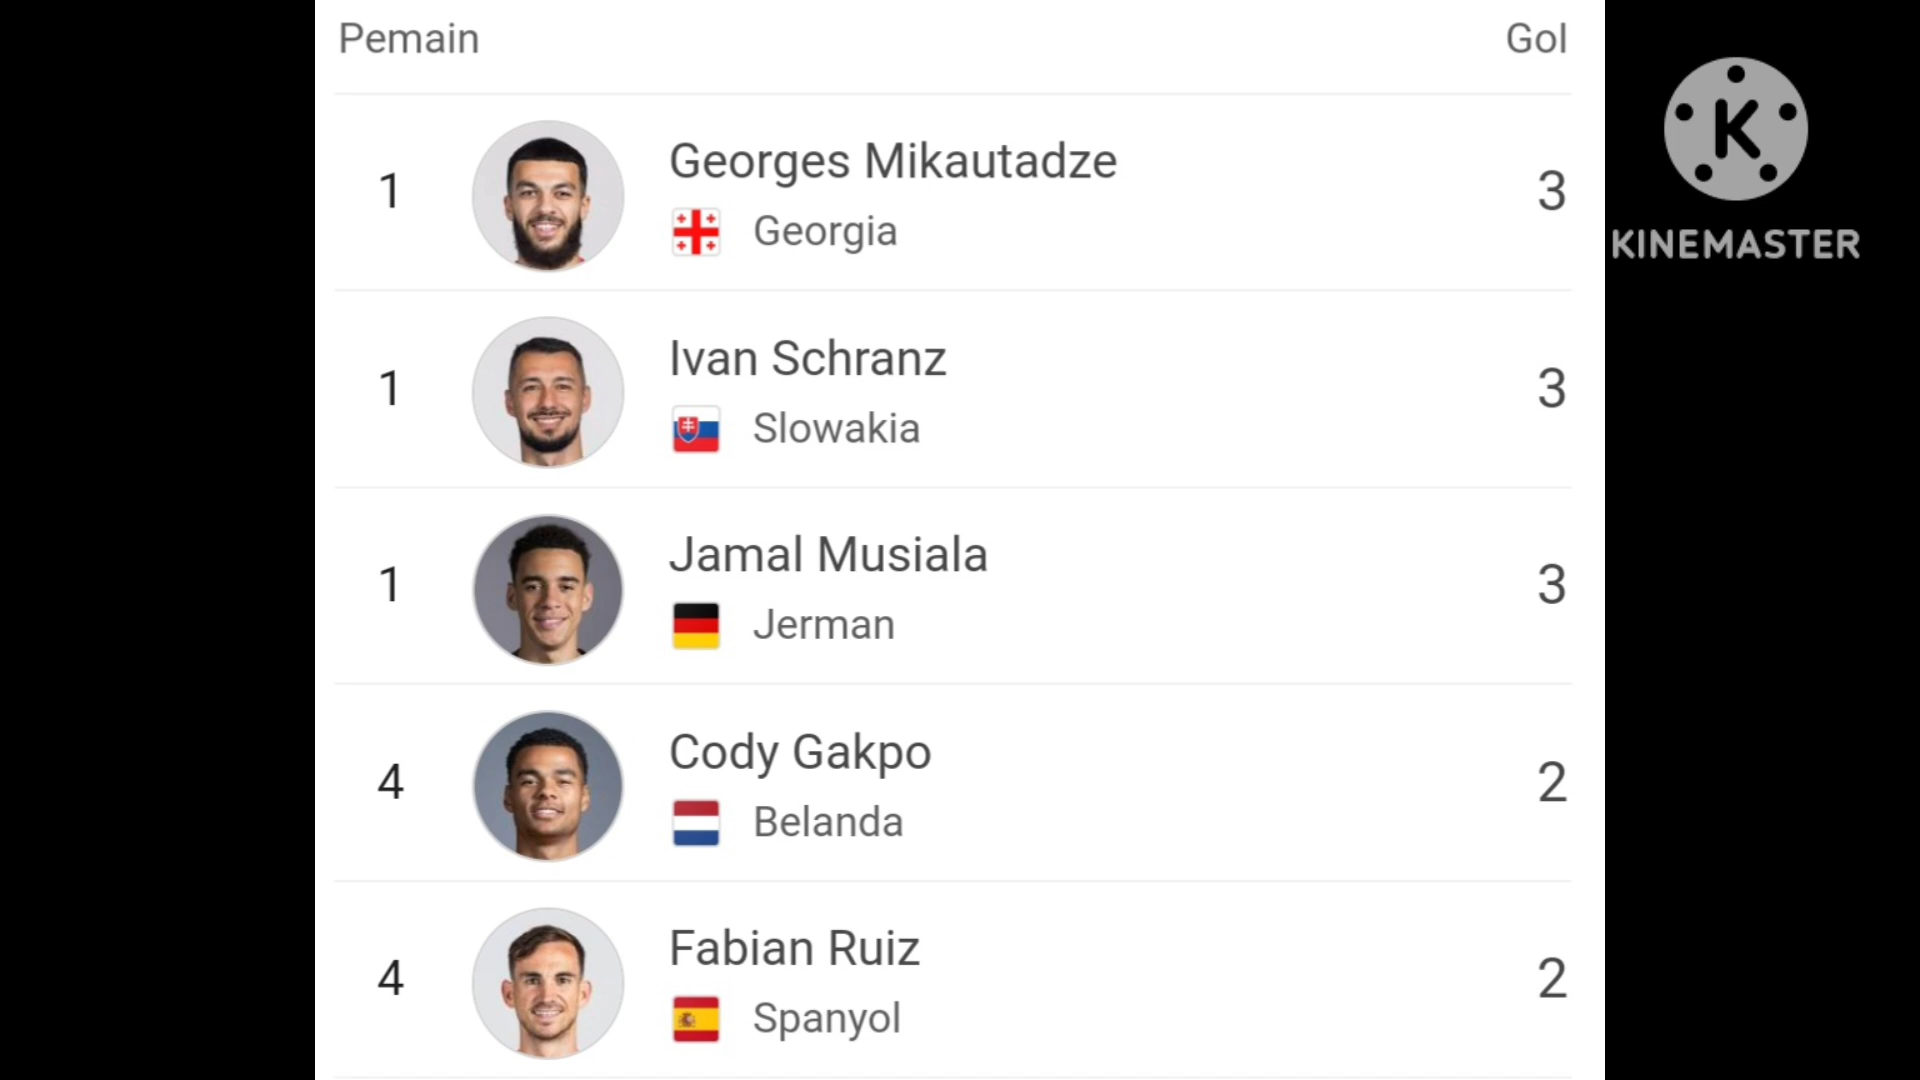 Pemain Gol
1 Georges Mikautadze 3
Georgia
1 Ivan Schranz 3
Slowakia
1 Jamal Musiala 3
Jerman
4 Cody Gakpo 2
Belanda
4 Fabian Ruiz 2
Spanyol
K
KINEMASTER